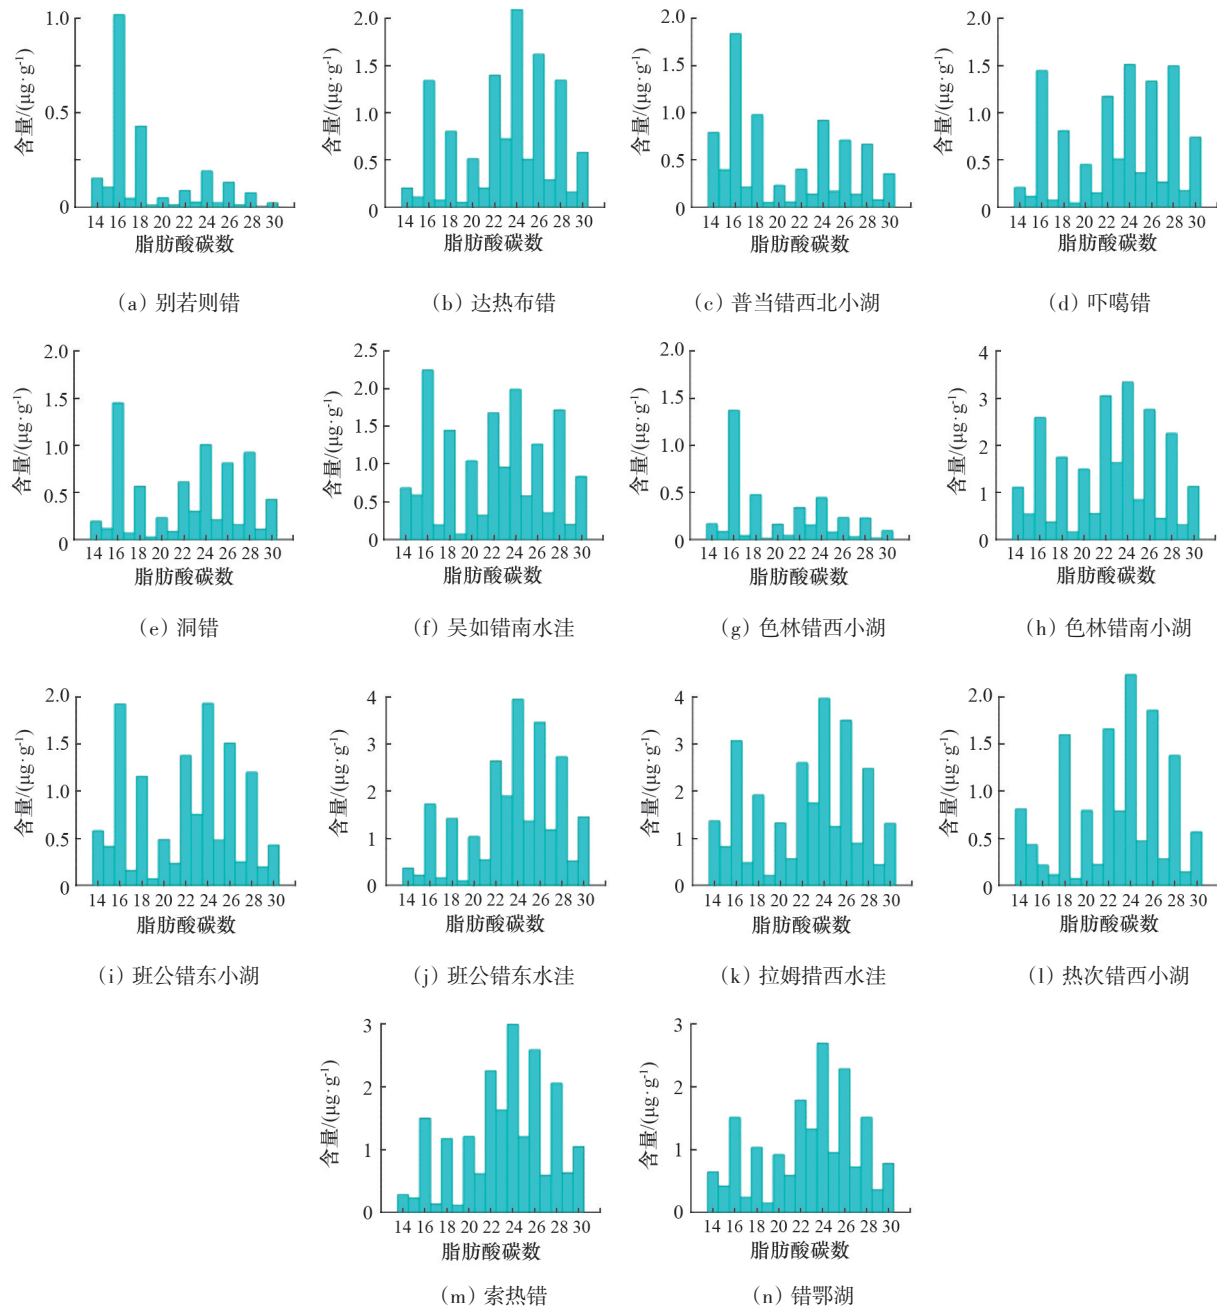 含量/(μg·g⁻¹)
1.0
0.5
0
14 16 18 20 22 24 26 28 30
脂肪酸碳数
(a) 别若则错
含量/(μg·g⁻¹)
2.0
1.5
1.0
0.5
0
14 16 18 20 22 24 26 28 30
脂肪酸碳数
(b) 达热布错
含量/(μg·g⁻¹)
2.0
1.5
1.0
0.5
0
14 16 18 20 22 24 26 28 30
脂肪酸碳数
(c) 普当错西北小湖
含量/(μg·g⁻¹)
2.0
1.5
1.0
0.5
0
14 16 18 20 22 24 26 28 30
脂肪酸碳数
(d) 吓噶错
含量/(μg·g⁻¹)
2.0
1.5
1.0
0.5
0
14 16 18 20 22 24 26 28 30
脂肪酸碳数
(e) 洞错
含量/(μg·g⁻¹)
2.5
2.0
1.5
1.0
0.5
0
14 16 18 20 22 24 26 28 30
脂肪酸碳数
(f) 吴如错南水洼
含量/(μg·g⁻¹)
2.0
1.5
1.0
0.5
0
14 16 18 20 22 24 26 28 30
脂肪酸碳数
(g) 色林错西小湖
含量/(μg·g⁻¹)
4
3
2
1
0
14 16 18 20 22 24 26 28 30
脂肪酸碳数
(h) 色林错南小湖
含量/(μg·g⁻¹)
2.0
1.5
1.0
0.5
0
14 16 18 20 22 24 26 28 30
脂肪酸碳数
(i) 班公错东小湖
含量/(μg·g⁻¹)
4
3
2
1
0
14 16 18 20 22 24 26 28 30
脂肪酸碳数
(j) 班公错东水洼
含量/(μg·g⁻¹)
4
3
2
1
0
14 16 18 20 22 24 26 28 30
脂肪酸碳数
(k) 拉姆措西水洼
含量/(μg·g⁻¹)
2.0
1.5
1.0
0.5
0
14 16 18 20 22 24 26 28 30
脂肪酸碳数
(l) 热次错西小湖
含量/(μg·g⁻¹)
3
2
1
0
14 16 18 20 22 24 26 28 30
脂肪酸碳数
(m) 索热错
含量/(μg·g⁻¹)
3
2
1
0
14 16 18 20 22 24 26 28 30
脂肪酸碳数
(n) 错鄂湖